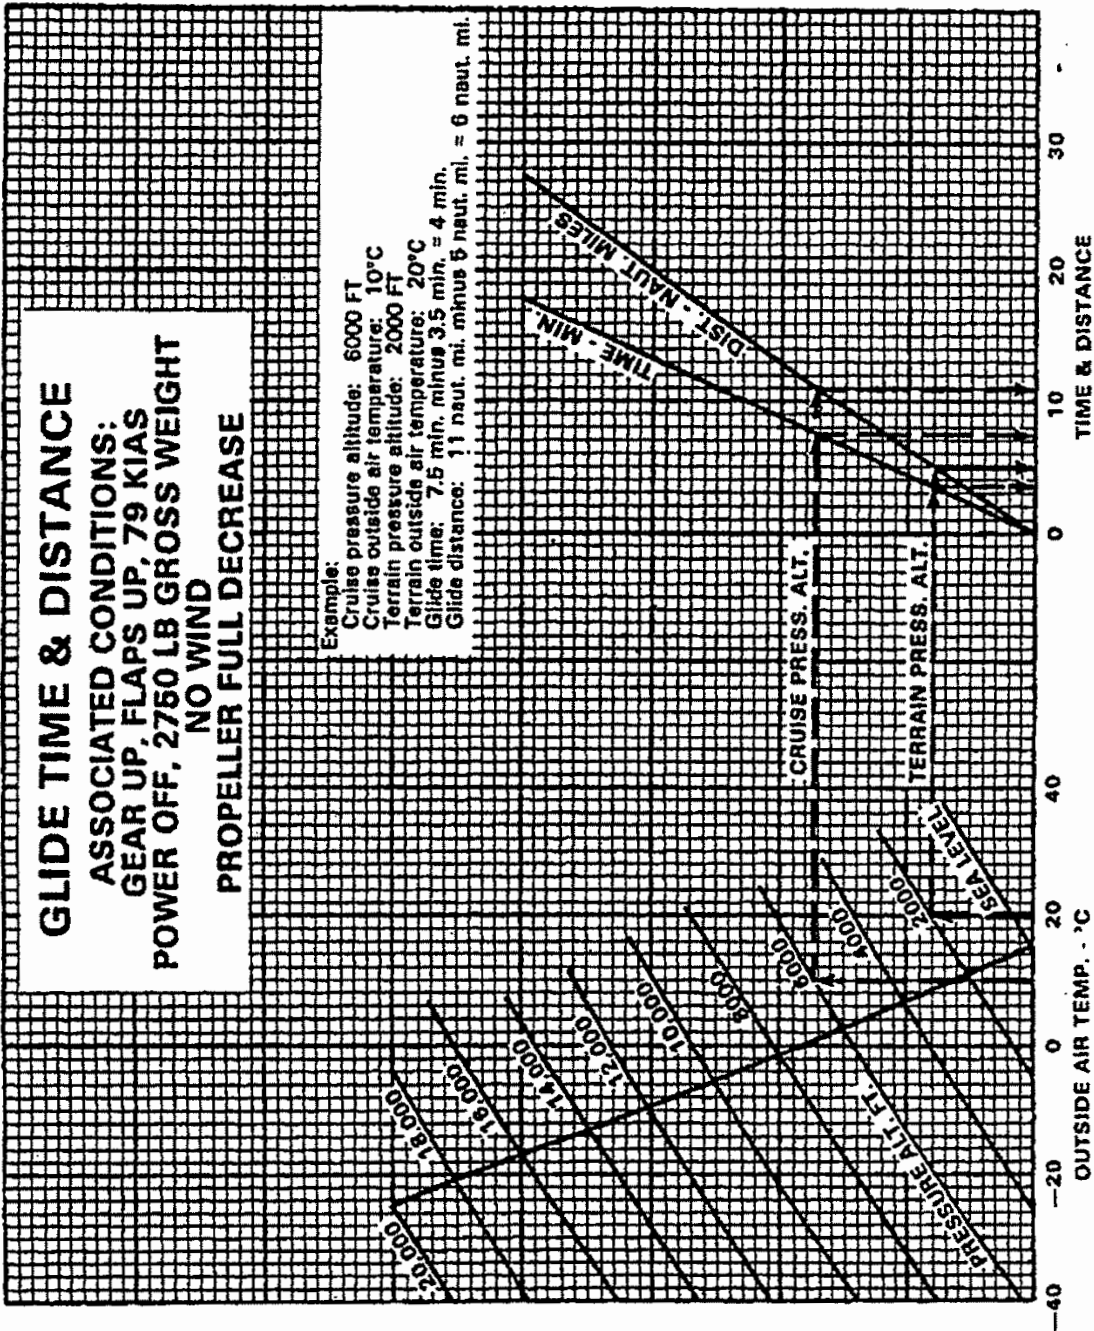 GLIDE TIME & DISTANCE
ASSOCIATED CONDITIONS:
GEAR UP, FLAPS UP, 79 KIAS
POWER OFF, 2750 LB GROSS WEIGHT
NO WIND
PROPELLER FULL DECREASE
Example:
Cruise pressure altitude: 6000 FT
Cruise outside air temperature: 10°C
Terrain pressure altitude: 2000 FT
Terrain outside air temperature: 20°C
Glide time: 7.5 min. minus 3.5 min. = 4 min.
Glide distance: 11 naut. mi. minus 5 naut. mi. = 6 naut. mi.
20,000
18,000
16,000
14,000
12,000
10,000
8000
6000
4000
2000
SEA LEVEL
PRESSURE ALT. FT.
CRUISE PRESS. ALT.
TERRAIN PRESS. ALT.
TIME - MIN.
DIST. - NAUT. MILES
-40
-20
0
20
40
0
10
20
30
OUTSIDE AIR TEMP. - °C
TIME & DISTANCE